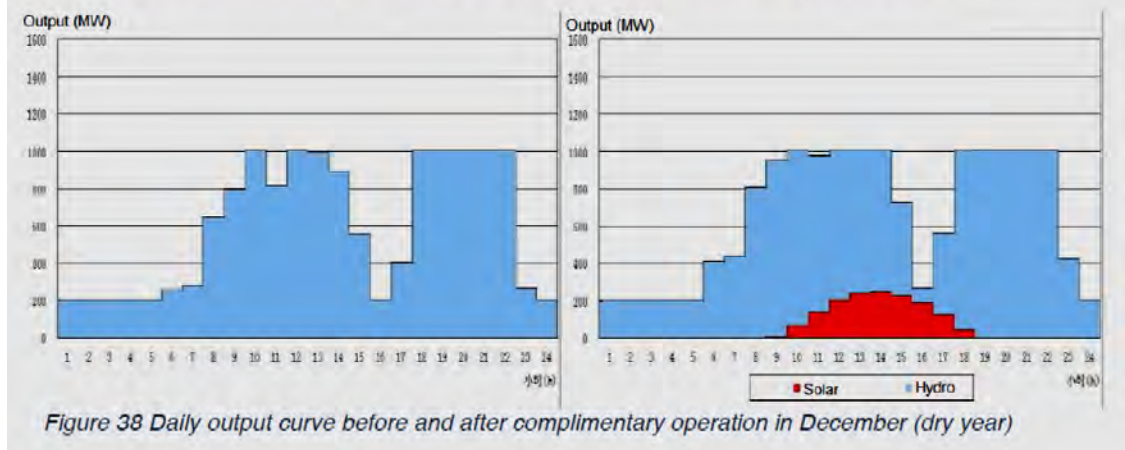 Output (MW)
1600
1400
1200
1000
800
600
400
200
0
1 2 3 4 5 6 7 8 9 10 11 12 13 14 15 16 17 18 19 20 21 22 23 24
小时(h)
Output (MW)
1600
1400
1200
1000
800
600
400
200
0
1 2 3 4 5 6 7 8 9 10 11 12 13 14 15 16 17 18 19 20 21 22 23 24
小时(h)
Solar Hydro
Figure 38 Daily output curve before and after complimentary operation in December (dry year)